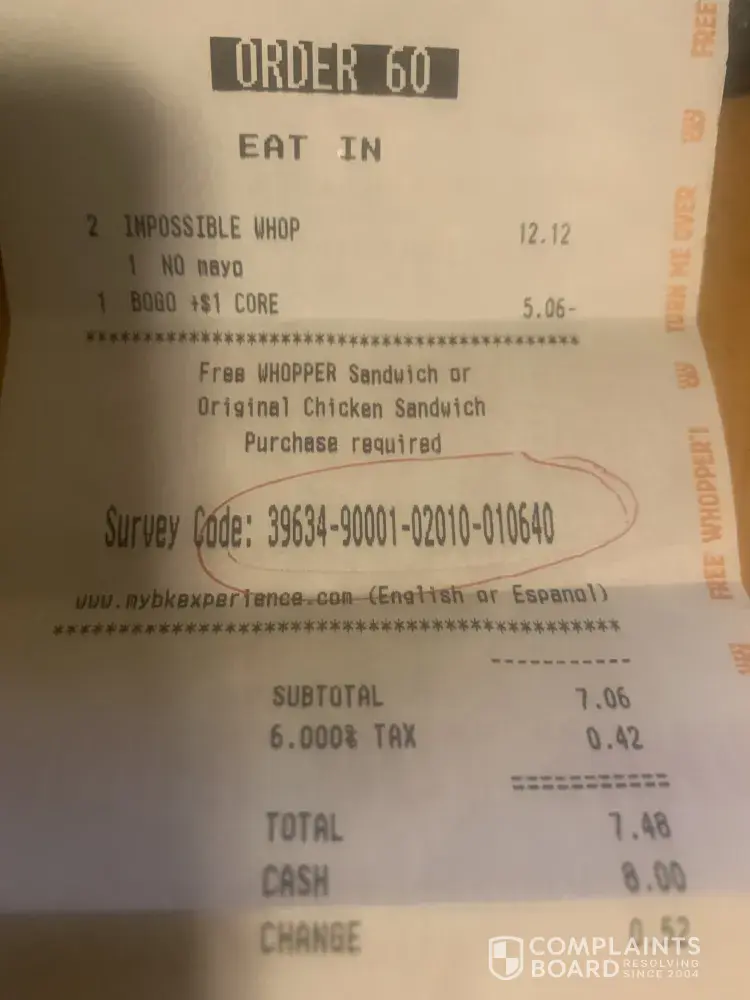 ORDER 60
EAT IN
2 IMPOSSIBLE WHOP 12.12
1 NO mayo
1 BOGO +$1 CORE 5.06-
******************************************
Free WHOPPER Sandwich or
Original Chicken Sandwich
Purchase required
Survey Code: 39634-90001-02010-010640
www.mybkexperience.com (English or Espanol)
******************************************
------------
SUBTOTAL 7.06
6.000% TAX 0.42
============
TOTAL 7.48
CASH 8.00
CHANGE 0.52
FREE
TURN ME OVER
FREE WHOPPER!
COMPLAINTS
BOARD RESOLVING
SINCE 2004